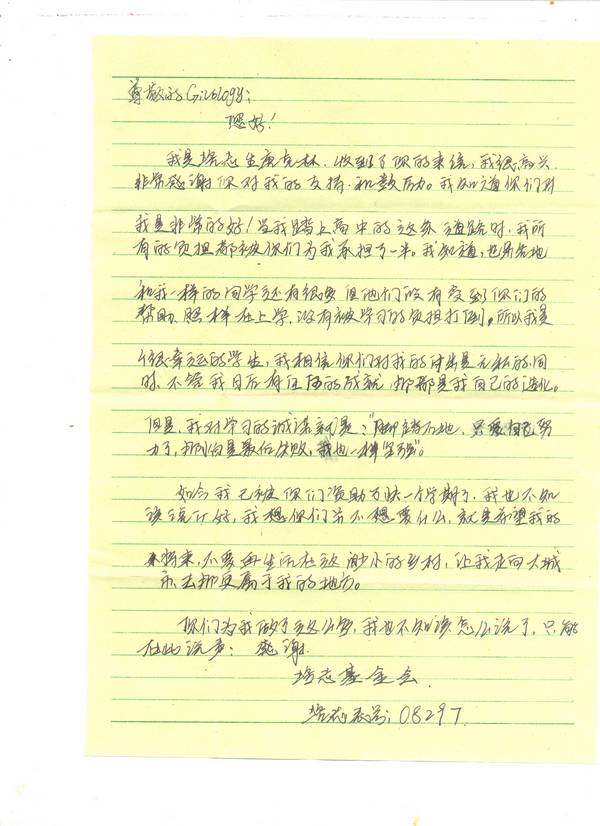 尊敬的Giteology:
您好!
我是培志生康克林,收到了你的来信,我很高兴
非常感谢你对我的支持和鼓励。我知道你们对
我是非常的好!当我踏上高中的这条道路时,我所
有的负担都被你们为我承担了一半。我知道,也
和我一样的同学还有很多 但他们没有受到你们的
帮助,照样在上学,没有被学习的负担打倒。所以我是
个很幸运的学生,我相信你们对我的付出是无私的,同
时,不管我日后有任何的成就,那都是我自己的造化。
但是,我对学习的诚诺就是:"脚踏石地,只要自己努
力了,哪怕是最后失败,我也一样"坚强"。
如今我已被你们资助了快一个学期了,我也不知
该说什么,我想你们并不想要什么,就是希望我的
将来,不要再生活在这渺小的乡村,让我走向大城
市,去那更属于我的地方。
你们为我做了这么多,我也不知该怎么说了,只能
在此说声: 感谢
培志基金会
培志 号:08297